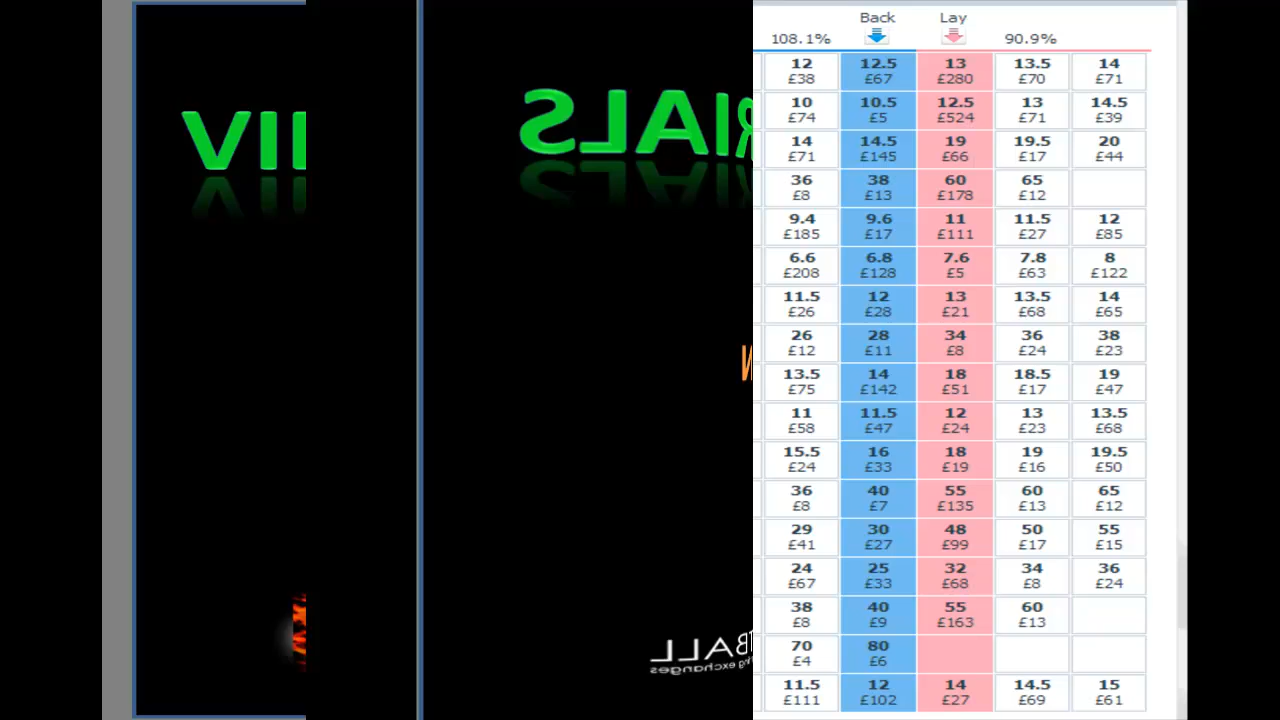 Back Lay
108.1% 90.9%
12 12.5 13 13.5 14
£38 £67 £280 £70 £71
10 10.5 12.5 13 14.5
£74 £5 £524 £71 £39
14 14.5 19 19.5 20
£71 £145 £66 £17 £44
36 38 60 65
£8 £13 £178 £12
9.4 9.6 11 11.5 12
£185 £17 £111 £27 £85
6.6 6.8 7.6 7.8 8
£208 £128 £5 £63 £122
11.5 12 13 13.5 14
£26 £28 £21 £68 £65
26 28 34 36 38
£12 £11 £8 £24 £23
13.5 14 18 18.5 19
£75 £142 £51 £17 £47
11 11.5 12 13 13.5
£58 £47 £24 £23 £68
15.5 16 18 19 19.5
£24 £33 £19 £16 £50
36 40 55 60 65
£8 £7 £135 £13 £12
29 30 48 50 55
£41 £27 £99 £17 £15
24 25 32 34 36
£67 £33 £68 £8 £24
38 40 55 60
£8 £9 £163 £13
70 80
£4 £6
11.5 12 14 14.5 15
£111 £102 £27 £69 £61
VIV
RIALS
BALL
exchanges